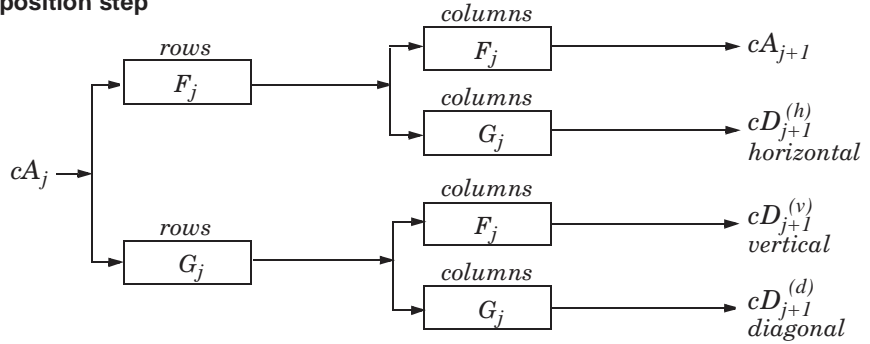 position step
columns
rows
F_j
cA_{j+1}
F_j
columns
G_j
cD_{j+1}^{(h)}
horizontal
cA_j
columns
rows
F_j
cD_{j+1}^{(v)}
vertical
G_j
columns
G_j
cD_{j+1}^{(d)}
diagonal